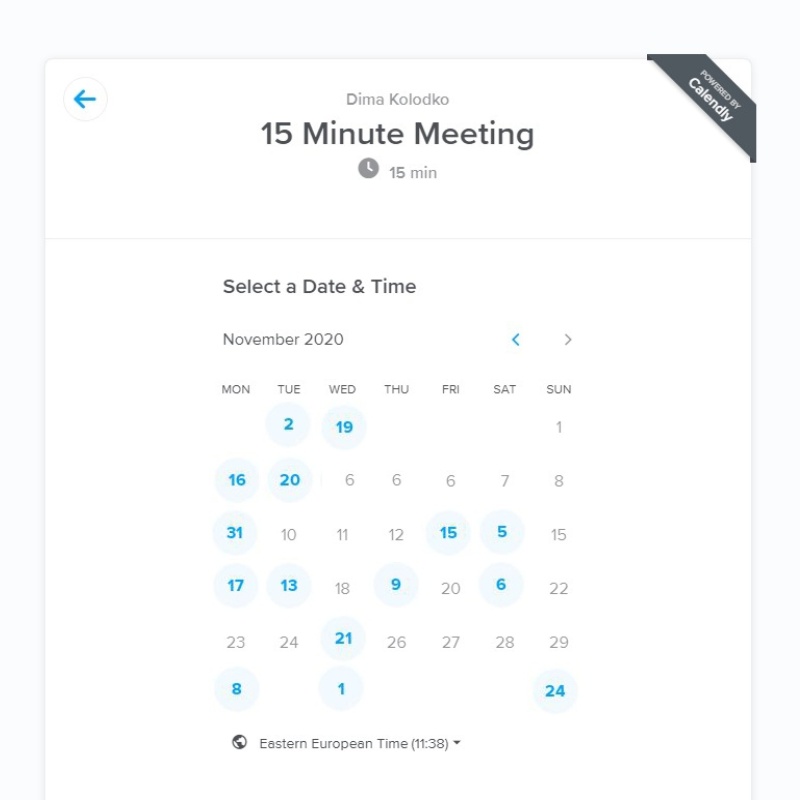 POWERED BY
Calendly
Dima Kolodko
15 Minute Meeting
15 min
Select a Date & Time
November 2020
MON TUE WED THU FRI SAT SUN
2 19 1
16 20 6 6 6 7 8
31 10 11 12 15 5 15
17 13 18 9 20 6 22
23 24 21 26 27 28 29
8 1 24
Eastern European Time (11:38)